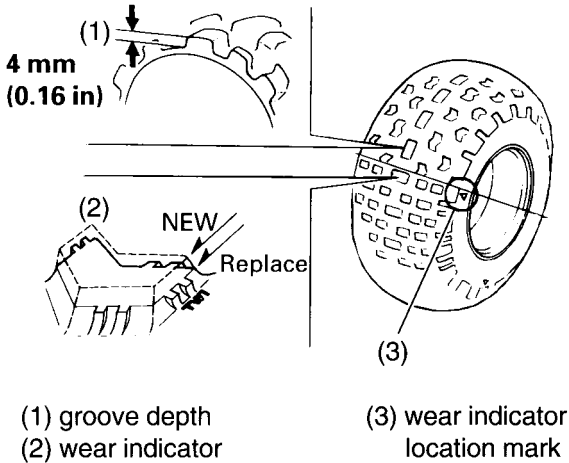 (1)
4 mm
(0.16 in)
(2)
NEW
Replace
(3)
(1) groove depth
(2) wear indicator
(3) wear indicator
location mark